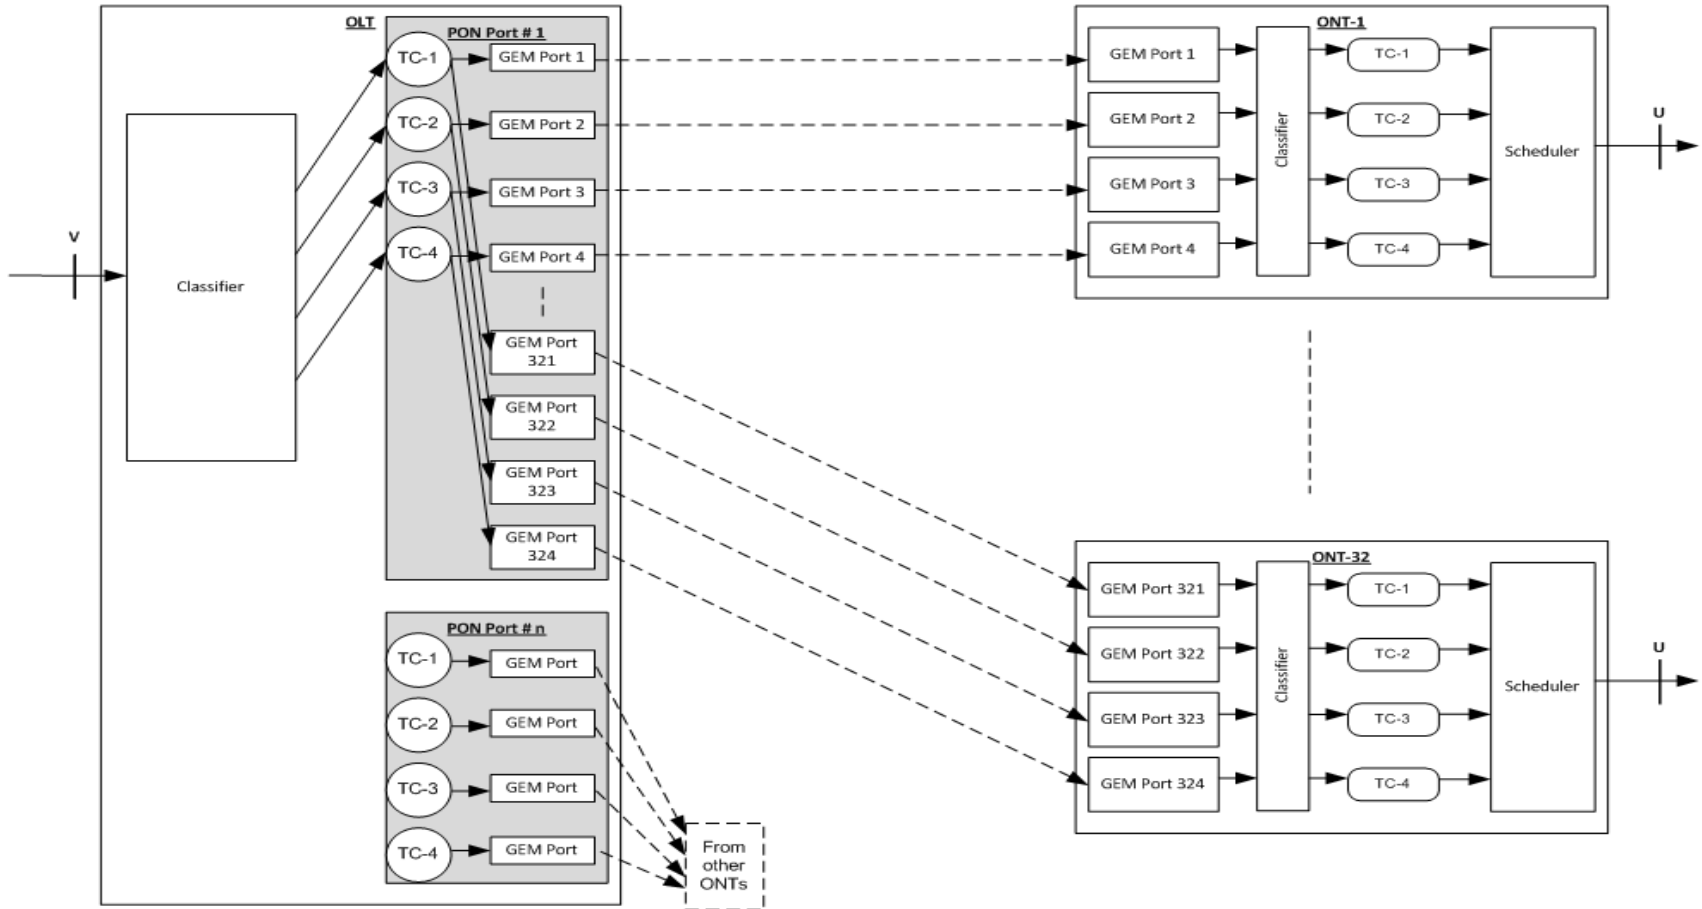 OLT
PON Port # 1
TC-1
GEM Port 1
TC-2
GEM Port 2
TC-3
GEM Port 3
TC-4
GEM Port 4
GEM Port
321
GEM Port
322
GEM Port
323
GEM Port
324
V
Classifier
PON Port # n
TC-1
GEM Port
TC-2
GEM Port
TC-3
GEM Port
TC-4
GEM Port
From
other
ONTs
ONT-1
GEM Port 1
GEM Port 2
GEM Port 3
GEM Port 4
Classifier
TC-1
TC-2
TC-3
TC-4
Scheduler
U
ONT-32
GEM Port 321
GEM Port 322
GEM Port 323
GEM Port 324
Classifier
TC-1
TC-2
TC-3
TC-4
Scheduler
U